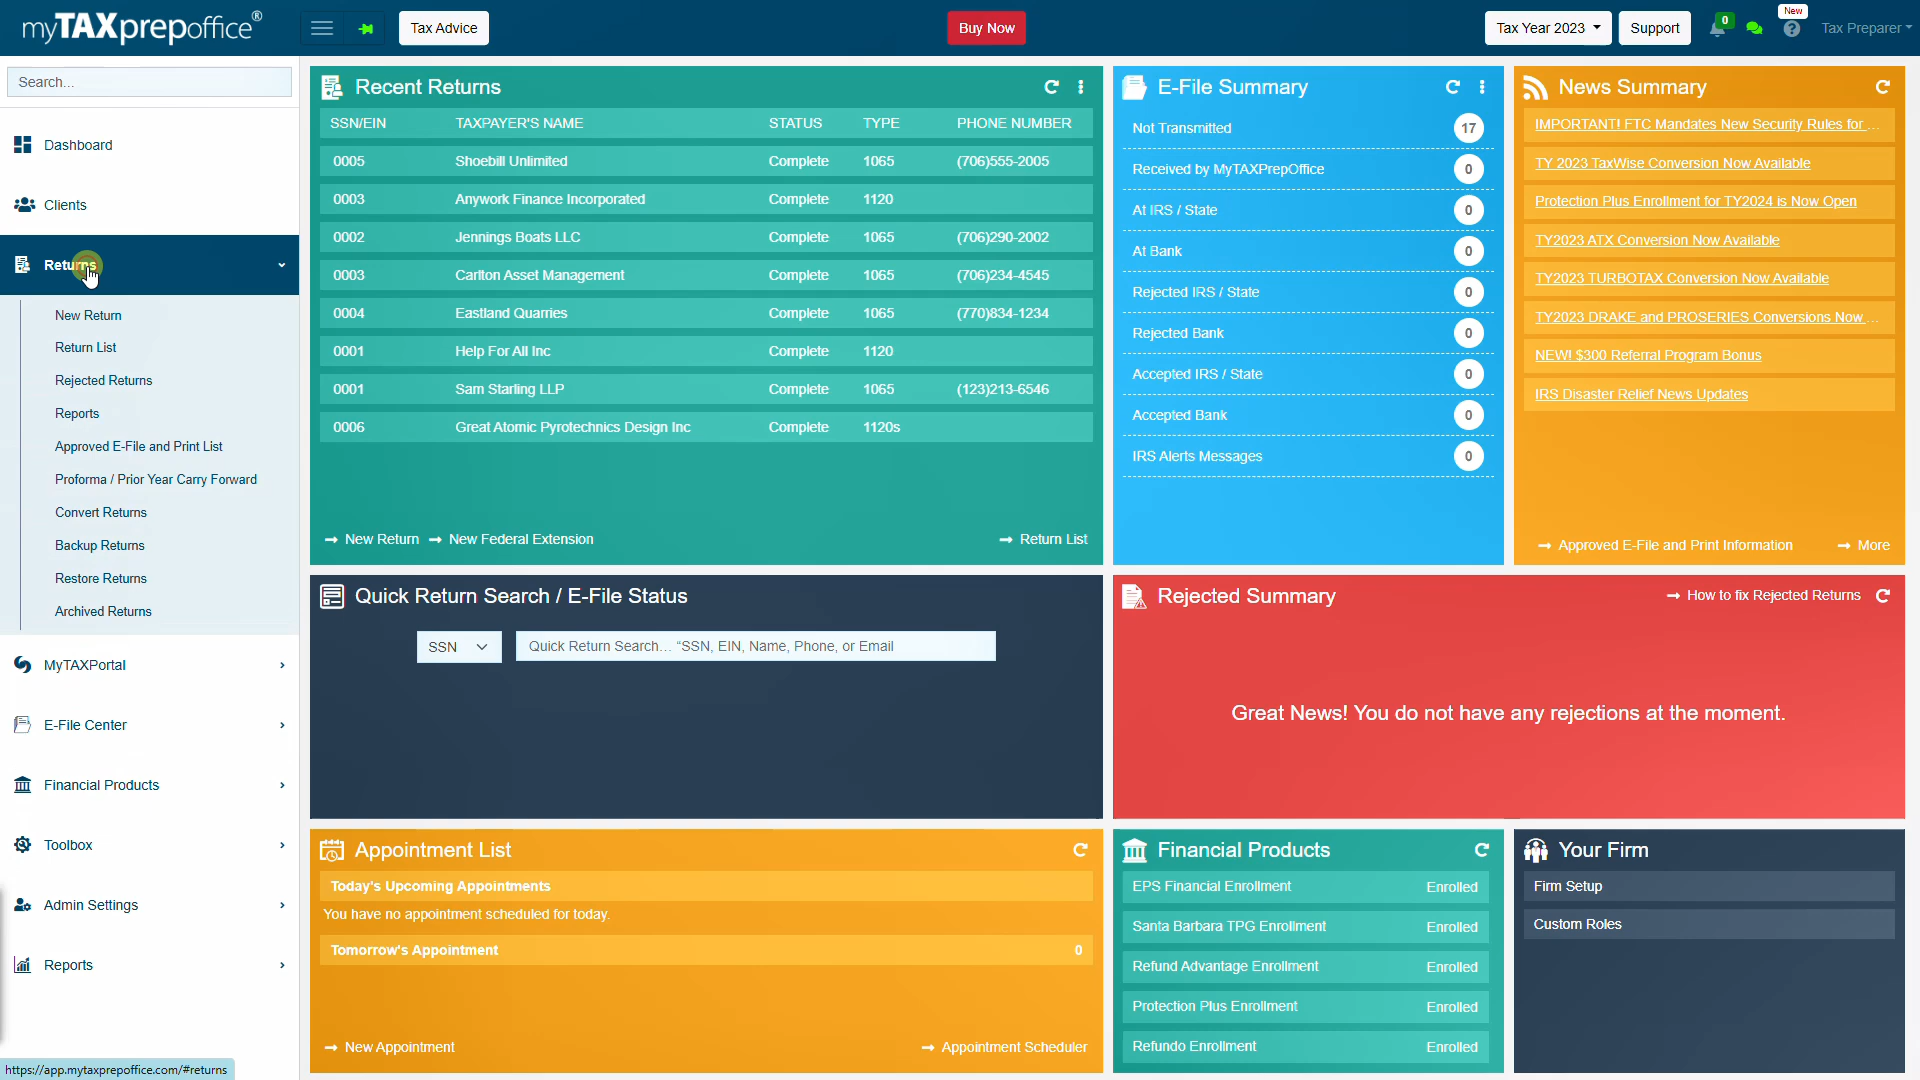 myTAXprepoffice®
Tax Advice
Buy Now
Tax Year 2023
Support
0
New
Tax Preparer
Search...
Dashboard
Clients
Returns
New Return
Return List
Rejected Returns
Reports
Approved E-File and Print List
Proforma / Prior Year Carry Forward
Convert Returns
Backup Returns
Restore Returns
Archived Returns
MyTAXPortal
E-File Center
Financial Products
Toolbox
Admin Settings
Reports
https://app.mytaxprepoffice.com/#returns
Recent Returns
SSN/EIN TAXPAYER'S NAME STATUS TYPE PHONE NUMBER
0005 Shoebill Unlimited Complete 1065 (706)555-2005
0003 Anywork Finance Incorporated Complete 1120
0002 Jennings Boats LLC Complete 1065 (706)290-2002
0003 Carlton Asset Management Complete 1065 (706)234-4545
0004 Eastland Quarries Complete 1065 (770)834-1234
0001 Help For All Inc Complete 1120
0001 Sam Starling LLP Complete 1065 (123)213-6546
0006 Great Atomic Pyrotechnics Design Inc Complete 1120s
→ New Return → New Federal Extension → Return List
E-File Summary
Not Transmitted 17
Received by MyTAXPrepOffice 0
At IRS / State 0
At Bank 0
Rejected IRS / State 0
Rejected Bank 0
Accepted IRS / State 0
Accepted Bank 0
IRS Alerts Messages 0
News Summary
IMPORTANT! FTC Mandates New Security Rules for ...
TY 2023 TaxWise Conversion Now Available
Protection Plus Enrollment for TY2024 is Now Open
TY2023 ATX Conversion Now Available
TY2023 TURBOTAX Conversion Now Available
TY2023 DRAKE and PROSERIES Conversions Now ...
NEW! $300 Referral Program Bonus
IRS Disaster Relief News Updates
→ Approved E-File and Print Information → More
Quick Return Search / E-File Status
SSN Quick Return Search... “SSN, EIN, Name, Phone, or Email
Rejected Summary → How to fix Rejected Returns
Great News! You do not have any rejections at the moment.
Appointment List
Today's Upcoming Appointments
You have no appointment scheduled for today.
Tomorrow's Appointment 0
→ New Appointment → Appointment Scheduler
Financial Products
EPS Financial Enrollment Enrolled
Santa Barbara TPG Enrollment Enrolled
Refund Advantage Enrollment Enrolled
Protection Plus Enrollment Enrolled
Refundo Enrollment Enrolled
Your Firm
Firm Setup
Custom Roles